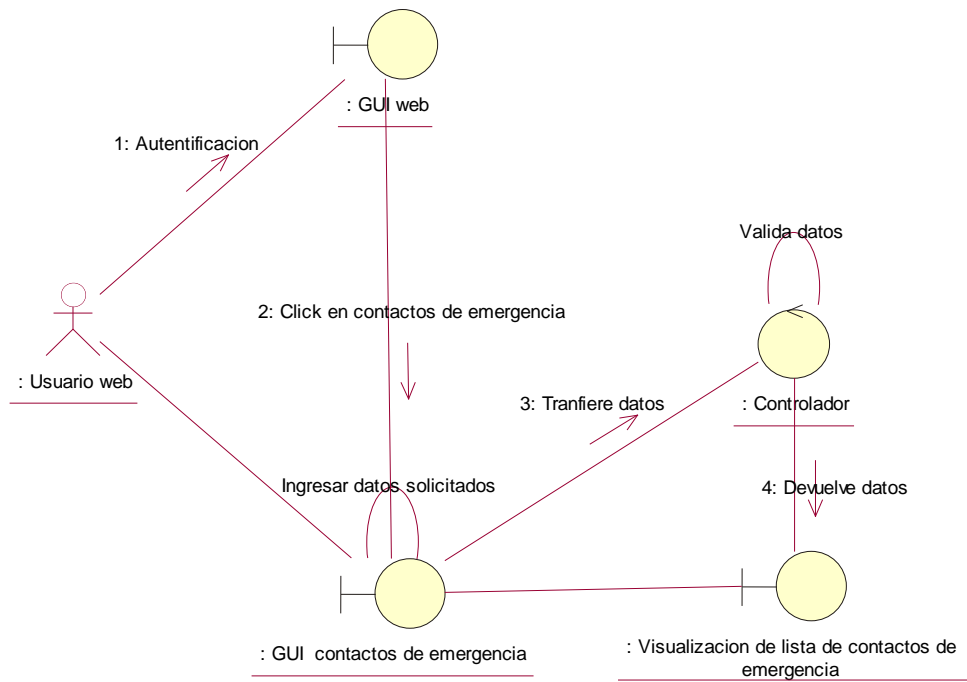 : GUI web
1: Autentificacion
Valida datos
2: Click en contactos de emergencia
: Usuario web
3: Tranfiere datos
: Controlador
Ingresar datos solicitados
4: Devuelve datos
: GUI contactos de emergencia
: Visualizacion de lista de contactos de
emergencia